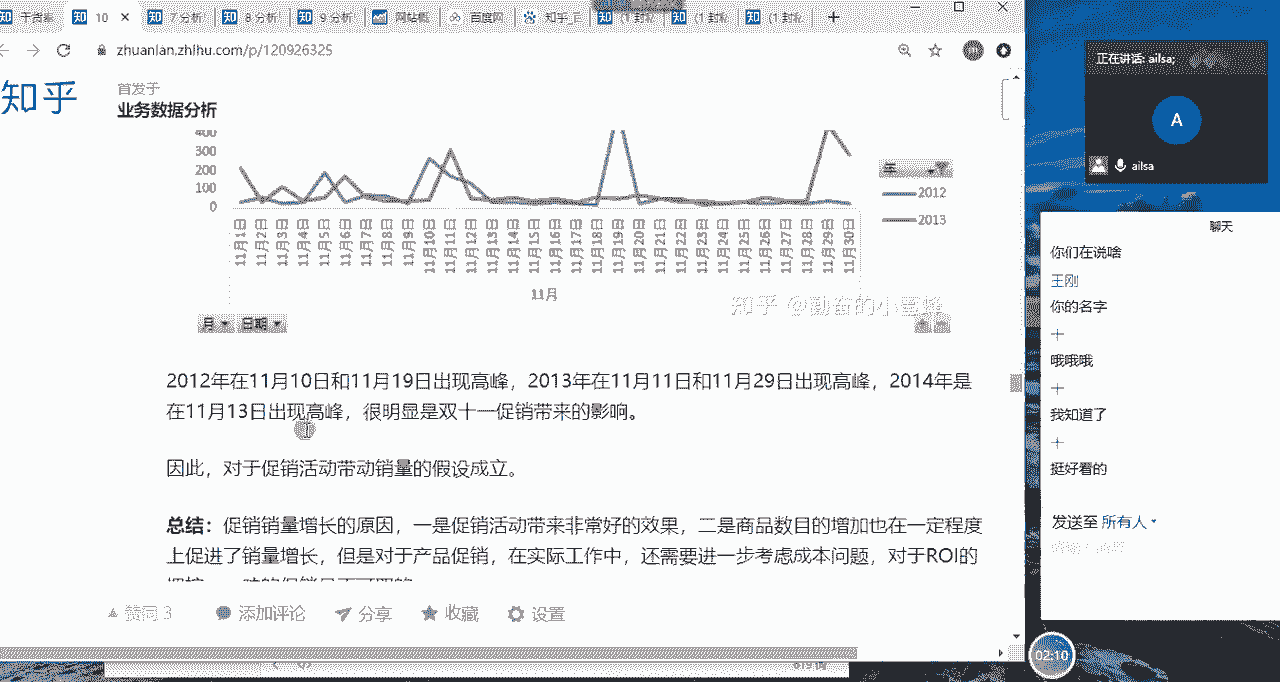 干货案
10
7 分析
8 分析
9 分析
网站概
百度网
知乎_百
(1 封私
(1 封私
(1 封私
zhuanlan.zhihu.com/p/120926325
知乎
首发于
业务数据分析
400
300
200
100
0
11月1日
11月2日
11月3日
11月4日
11月5日
11月6日
11月7日
11月8日
11月9日
11月10日
11月11日
11月12日
11月13日
11月14日
11月15日
11月16日
11月17日
11月18日
11月19日
11月20日
11月21日
11月22日
11月23日
11月24日
11月25日
11月26日
11月27日
11月28日
11月29日
11月30日
11月
年
2012
2013
月
日期
知乎 @勤奋的小蜜蜂
2012年在11月10日和11月19日出现高峰，2013年在11月11日和11月29日出现高峰，2014年是
在11月13日出现高峰，很明显是双十一促销带来的影响。
因此，对于促销活动带动销量的假设成立。
总结：促销销量增长的原因，一是促销活动带来非常好的效果，二是商品数目的增加也在一定程度
上促进了销量增长，但是对于产品促销，在实际工作中，还需要进一步考虑成本问题，对于ROI的
赞同 3
添加评论
分享
收藏
设置
正在讲话: ailsa;
A
ailsa
聊天
你们在说啥
王刚
你的名字
十
哦哦哦
十
我知道了
十
挺好看的
发送至 所有人
02:10